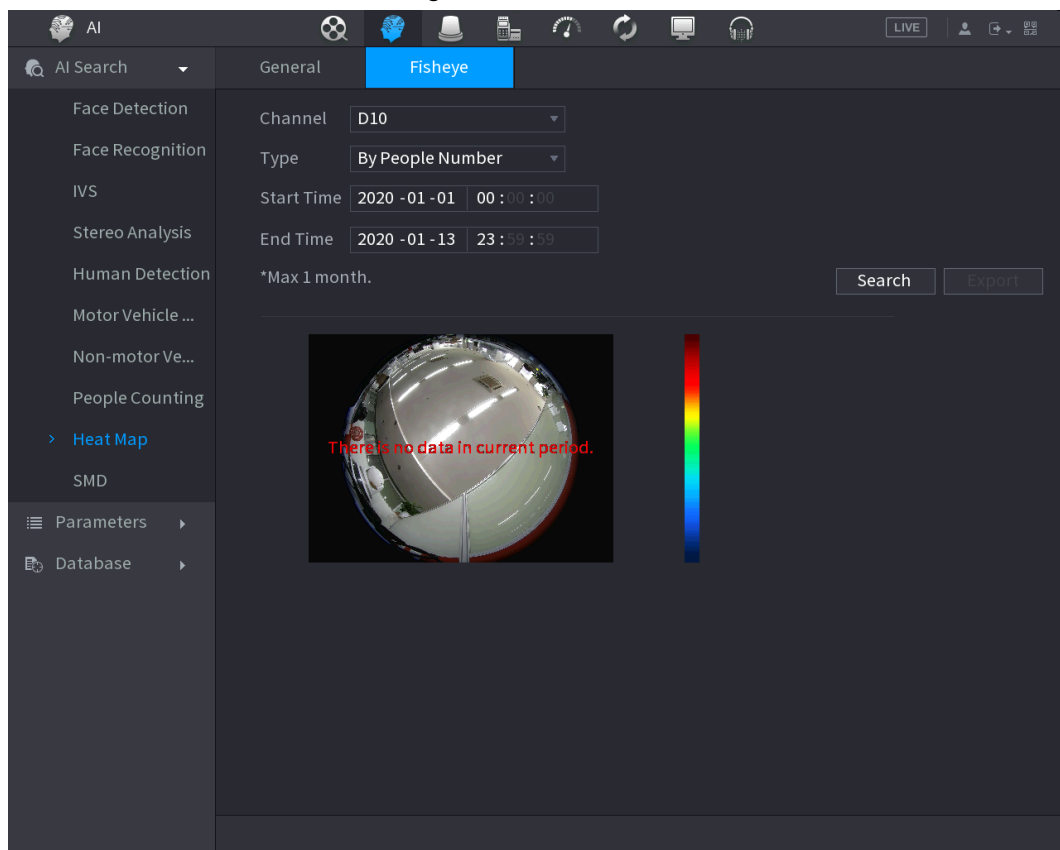 AI
LIVE
AI Search
General
Fisheye
Face Detection
Channel
D10
Face Recognition
Type
By People Number
IVS
Start Time
2020 -01 -01 00 : 00 : 00
Stereo Analysis
End Time
2020 -01 -13 23 : 59 : 59
Human Detection
*Max 1 month.
Search
Export
Motor Vehicle ...
Non-motor Ve...
People Counting
Heat Map
There is no data in current period.
SMD
Parameters
Database